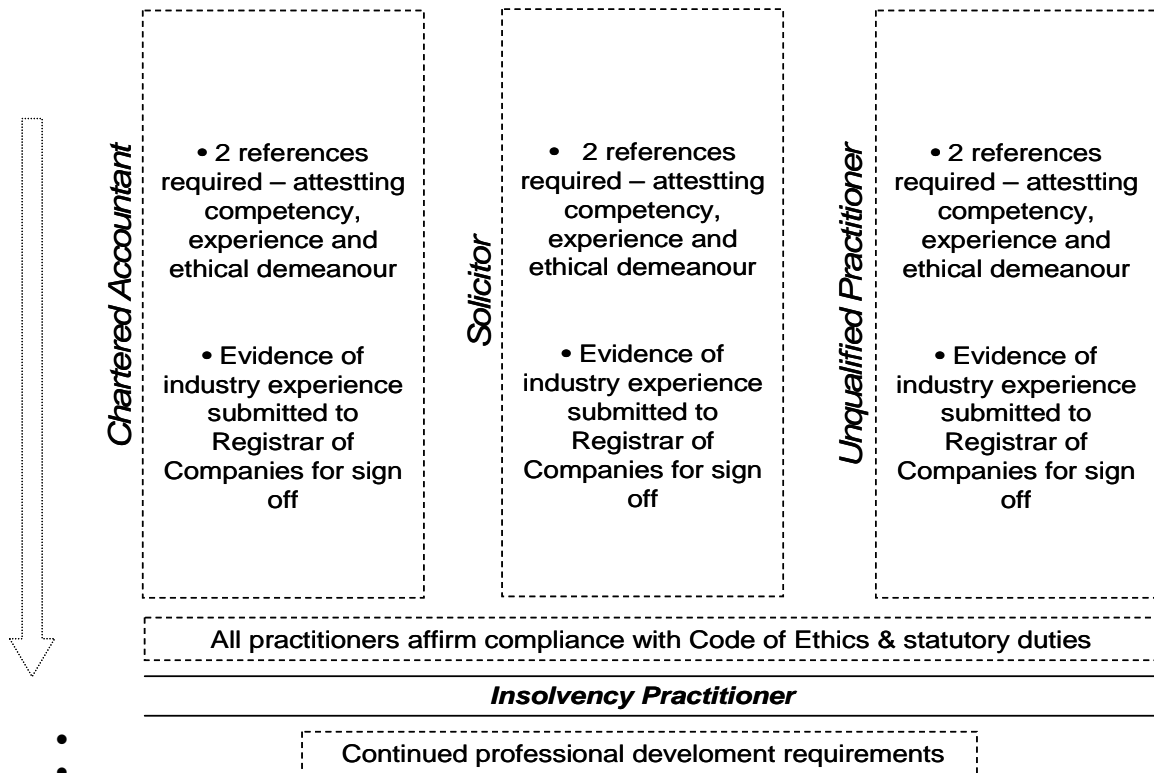 Chartered Accountant
• 2 references
required – attestting
competency,
experience and
ethical demeanour
• Evidence of
industry experience
submitted to
Registrar of
Companies for sign
off
Solicitor
• 2 references
required – attestting
competency,
experience and
ethical demeanour
• Evidence of
industry experience
submitted to
Registrar of
Companies for sign
off
Unqualified Practitioner
• 2 references
required – attestting
competency,
experience and
ethical demeanour
• Evidence of
industry experience
submitted to
Registrar of
Companies for sign
off
All practitioners affirm compliance with Code of Ethics & statutory duties
Insolvency Practitioner
•
Continued professional develoment requirements
•